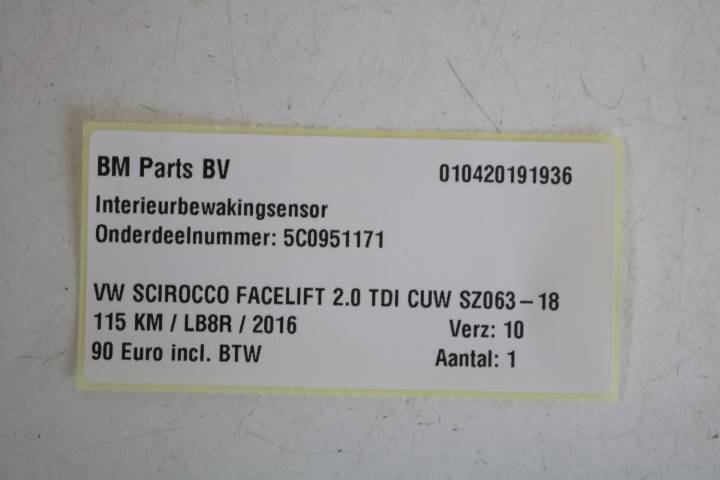 BM Parts BV 010420191936
Interieurbewakingsensor
Onderdeelnummer: 5C0951171
VW SCIROCCO FACELIFT 2.0 TDI CUW SZ063-18
115 KM / LB8R / 2016 Verz: 10
90 Euro incl. BTW Aantal: 1